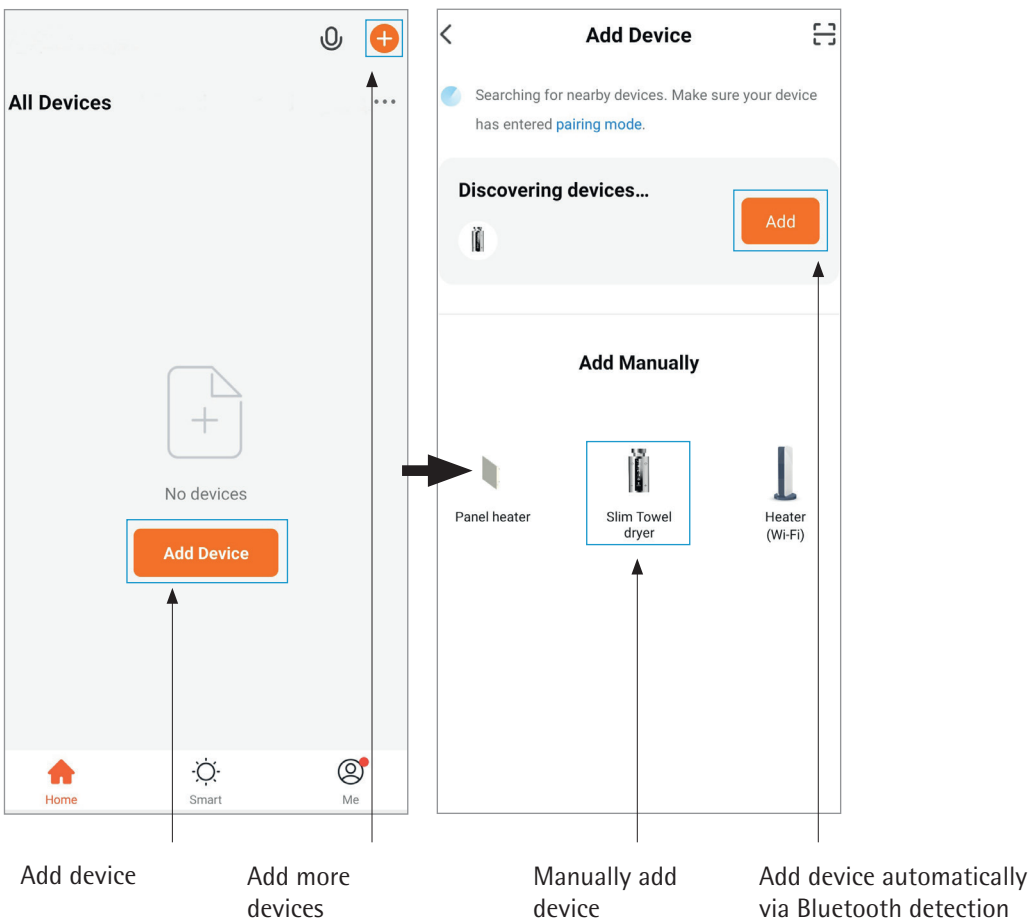 All Devices
No devices
Add Device
Home
Smart
Me
Add Device
Searching for nearby devices. Make sure your device
has entered pairing mode.
Discovering devices...
Add
Add Manually
Panel heater
Slim Towel
dryer
Heater
(Wi-Fi)
Add device
Add more
devices
Manually add
device
Add device automatically
via Bluetooth detection